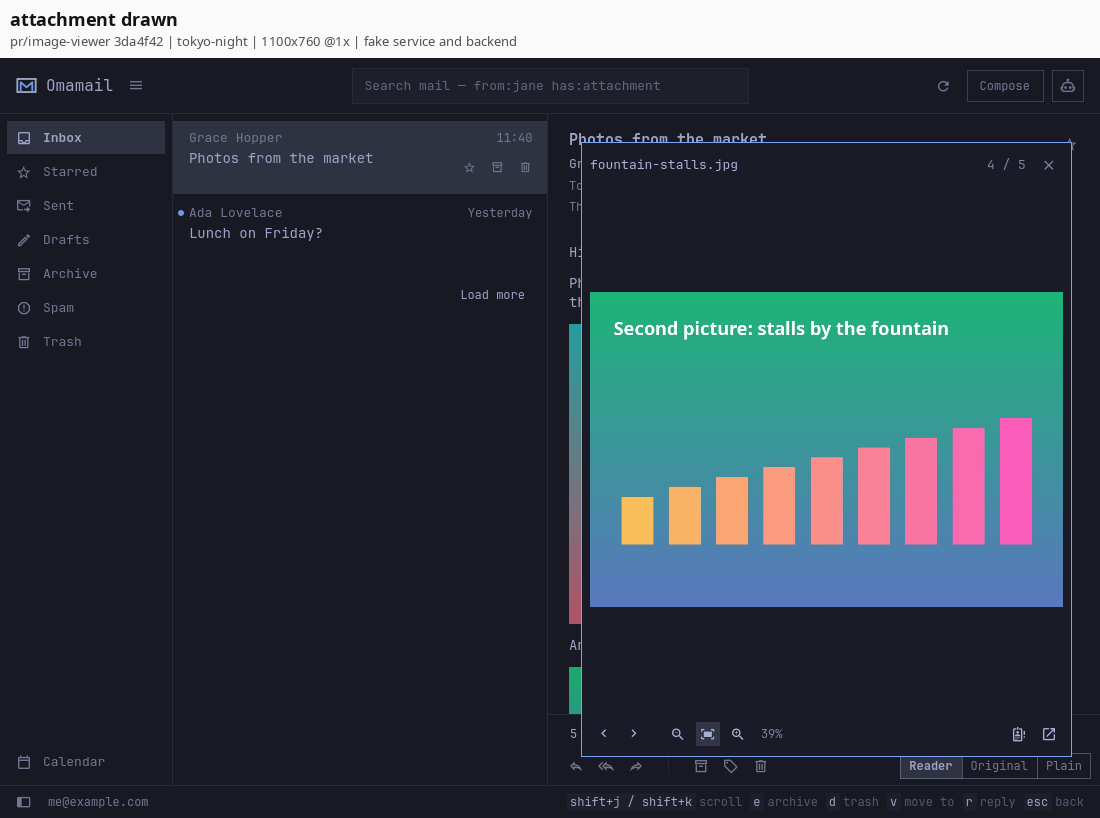 attachment drawn
pr/image-viewer 3da4f42 | tokyo-night | 1100x760 @1x | fake service and backend
Omamail
Search mail — from:jane has:attachment
Compose
Inbox
Starred
Sent
Drafts
Archive
Spam
Trash
Calendar
Grace Hopper 11:40
Photos from the market
Ada Lovelace Yesterday
Lunch on Friday?
Load more
Photos from the market
fountain-stalls.jpg 4 / 5
Second picture: stalls by the fountain
39%
5
Reader Original Plain
me@example.com
shift+j / shift+k scroll e archive d trash v move to r reply esc back